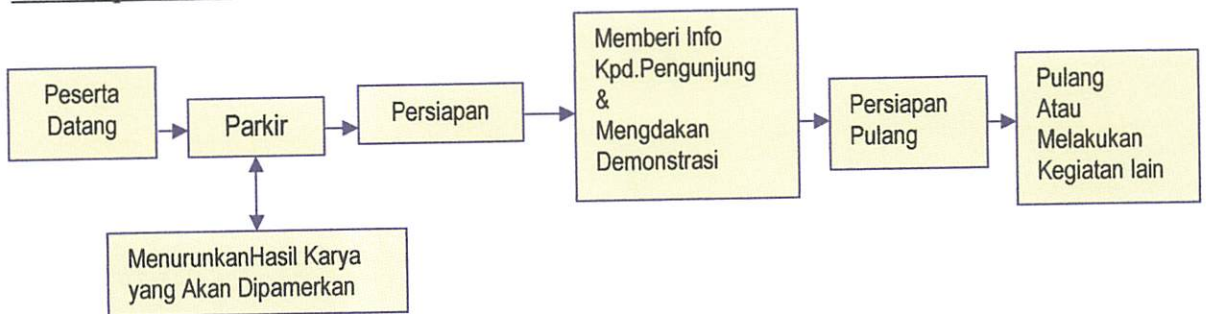 Peserta
Datang
Parkir
Persiapan
Memberi Info
Kpd.Pengunjung
&
Mengdakan
Demonstrasi
Persiapan
Pulang
Pulang
Atau
Melakukan
Kegiatan lain
MenurunkanHasil Karya
yang Akan Dipamerkan